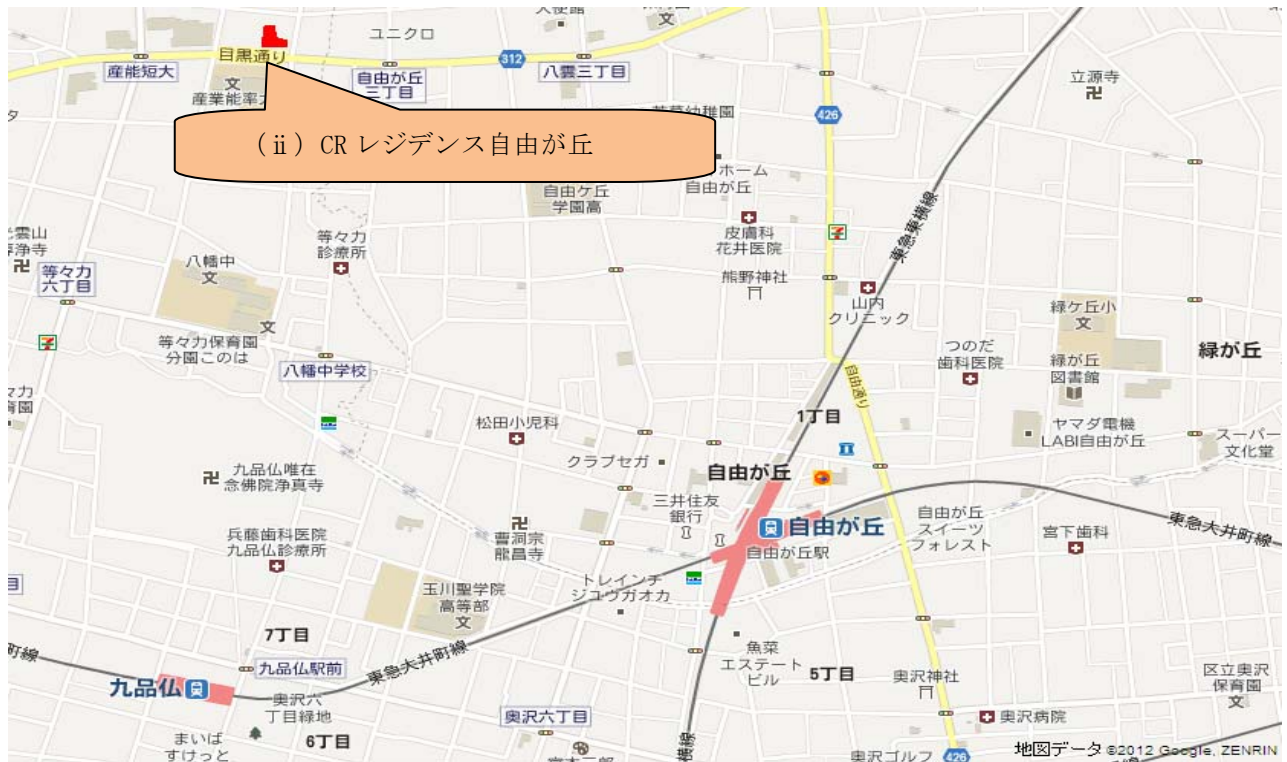 ユニクロ
文
目黒通り
312
産能短大
自由が丘
三丁目
八雲三丁目
文
産業能率大
立源寺
卍
426
(ⅱ) CR レジデンス自由が丘
ホーム
自由が丘
自由ケ丘
学園高
皮膚科
花井医院
東急東横線
等々力
診療所
八幡中
文
卍
等々力
六丁目
熊野神社
山内
クリニック
緑ケ丘小
文
文
等々力保育園
分園このは
八幡中学校
つのだ
歯科医院
緑が丘
図書館
緑が丘
自由通り
1丁目
松田小児科
ヤマダ電機
LABI自由が丘
スーパー
文化堂
クラブセガ
自由が丘
九品仏唯在
念佛院浄真寺
卍
三井住友
銀行
自由が丘
自由が丘駅
自由が丘
スイーツ
フォレスト
宮下歯科
東急大井町線
兵藤歯科医院
九品仏診療所
卍
曹洞宗
龍昌寺
トレインチ
ジユウガオカ
玉川聖学院
高等部
文
7丁目
九品仏駅前
東急大井町線
町線
九品仏
魚菜
エステート
ビル
5丁目
奥沢神社
区立奥沢
保育園
文
奥沢六
丁目緑地
奥沢六丁目
奥沢病院
まいば
すけっと
6丁目
横線
奥沢ゴルフ
426
地図データ ©2012 Google, ZENRIN